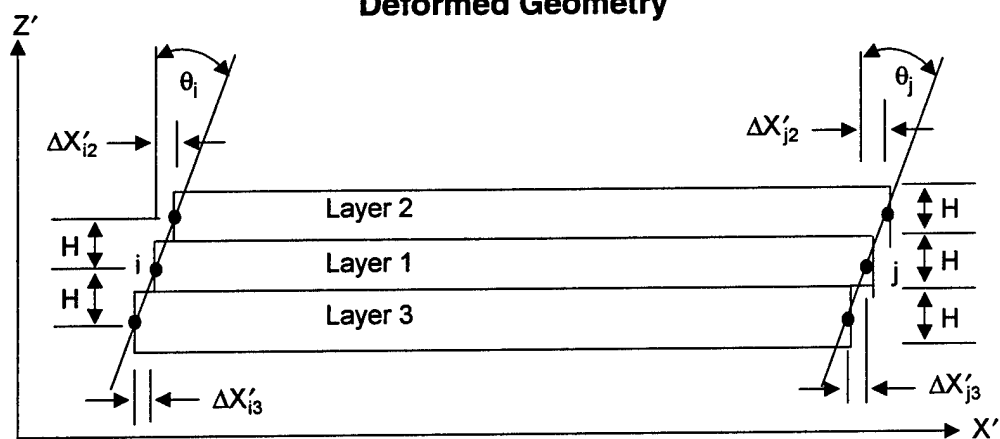 Deformed Geometry
Z′
θi
θj
ΔX′i2
ΔX′j2
Layer 2
H
H
i
Layer 1
H
j
H
Layer 3
H
ΔX′i3
ΔX′j3
X′